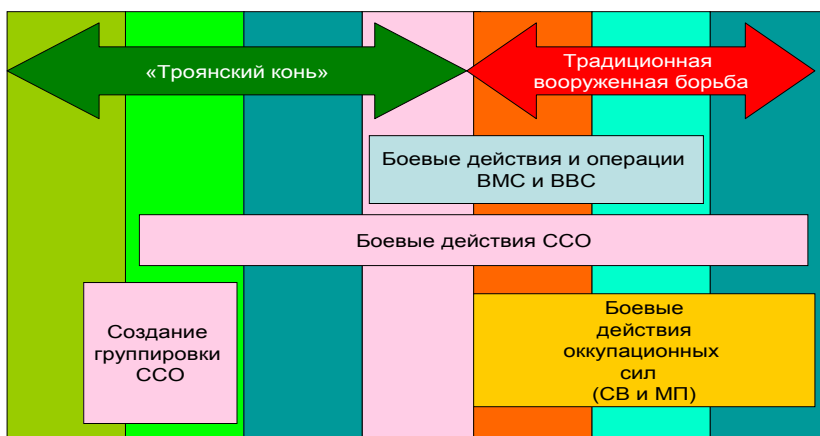 «Троянский конь»
Традиционная
вооруженная борьба
Боевые действия и операции
ВМС и ВВС
Боевые действия ССО
Создание
группировки
ССО
Боевые
действия
оккупационных
сил
(СВ и МП)